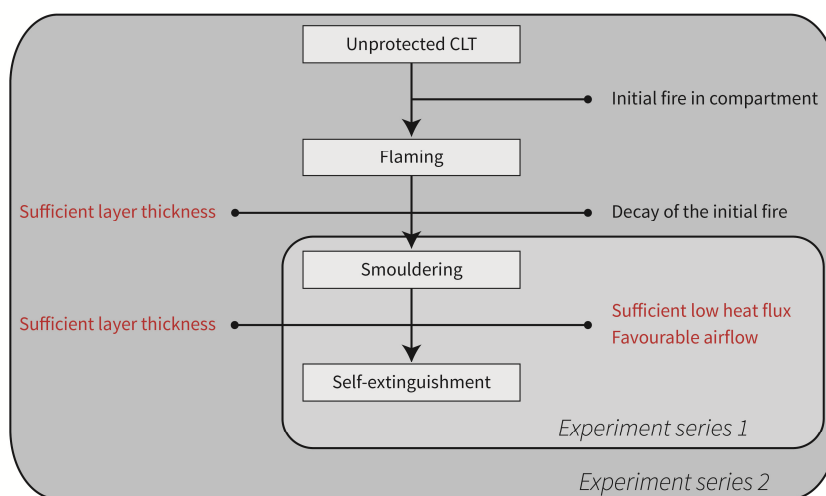 Unprotected CLT
Initial fire in compartment
Flaming
Sufficient layer thickness
Decay of the initial fire
Smouldering
Sufficient layer thickness
Sufficient low heat flux
Favourable airflow
Self-extinguishment
Experiment series 1
Experiment series 2